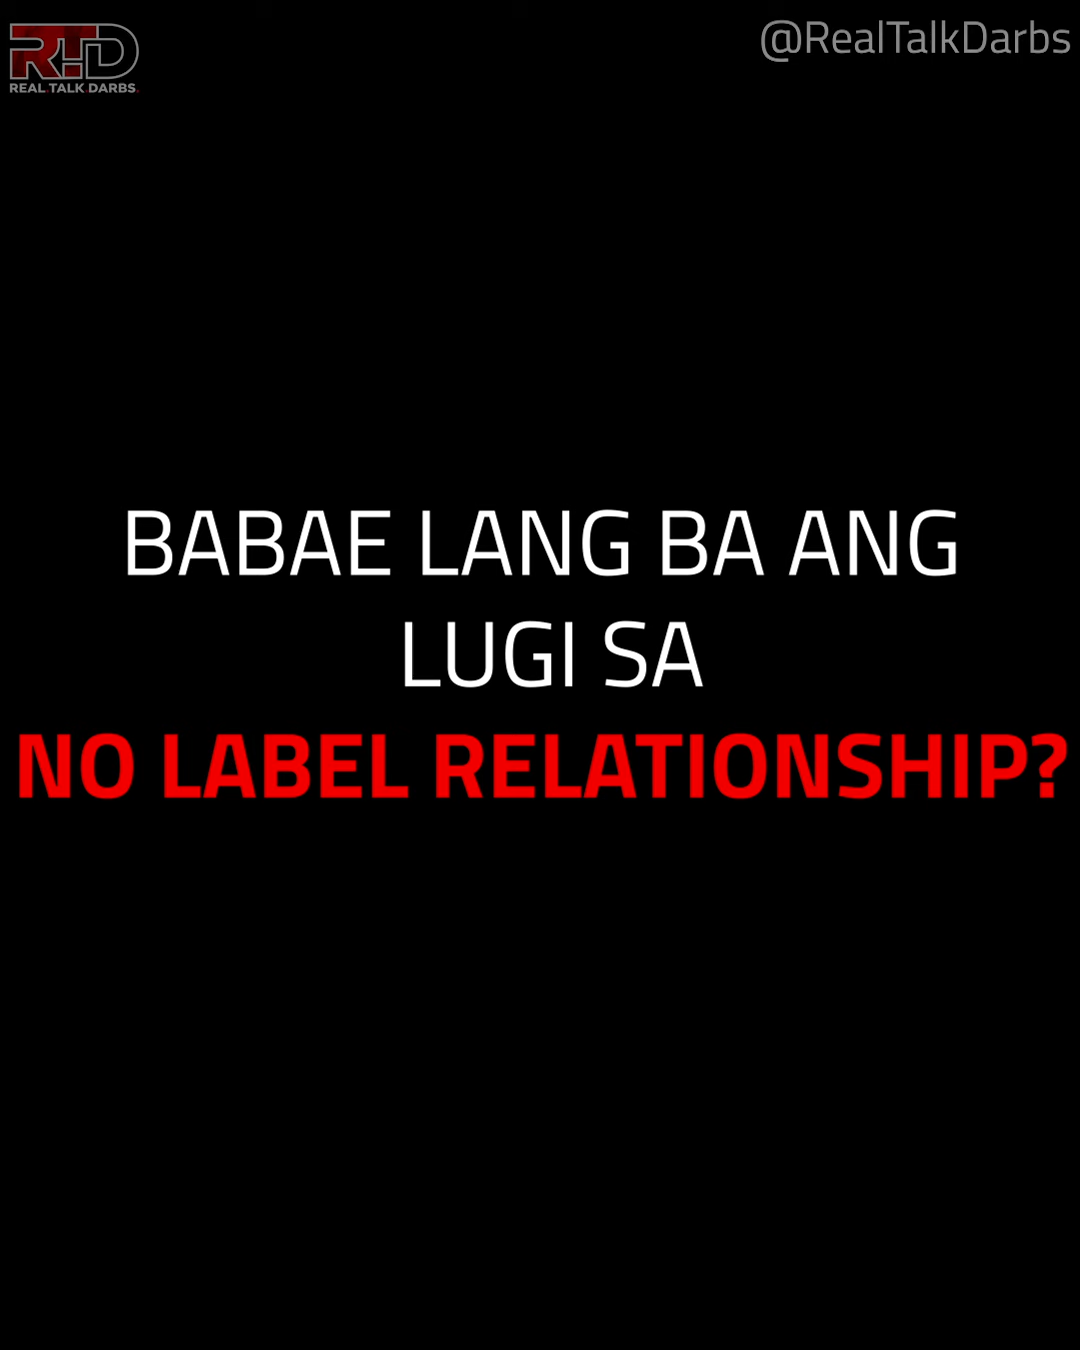 RTD
@RealTalkDarbs
REAL.TALK.DARBS.
BABAE LANG BA ANG
LUGI SA
NO LABEL RELATIONSHIP?